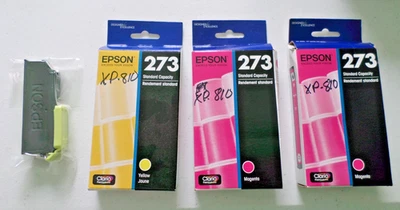 EPSON
EPSON
273
XP-810
Standard Capacity
Rendement standard
Yellow
Jaune
Claria
EPSON
273
XP-810
Standard Capacity
Rendement standard
Magenta
Claria
EPSON
273
XP-810
Standard Capacity
Rendement standard
Magenta
Claria